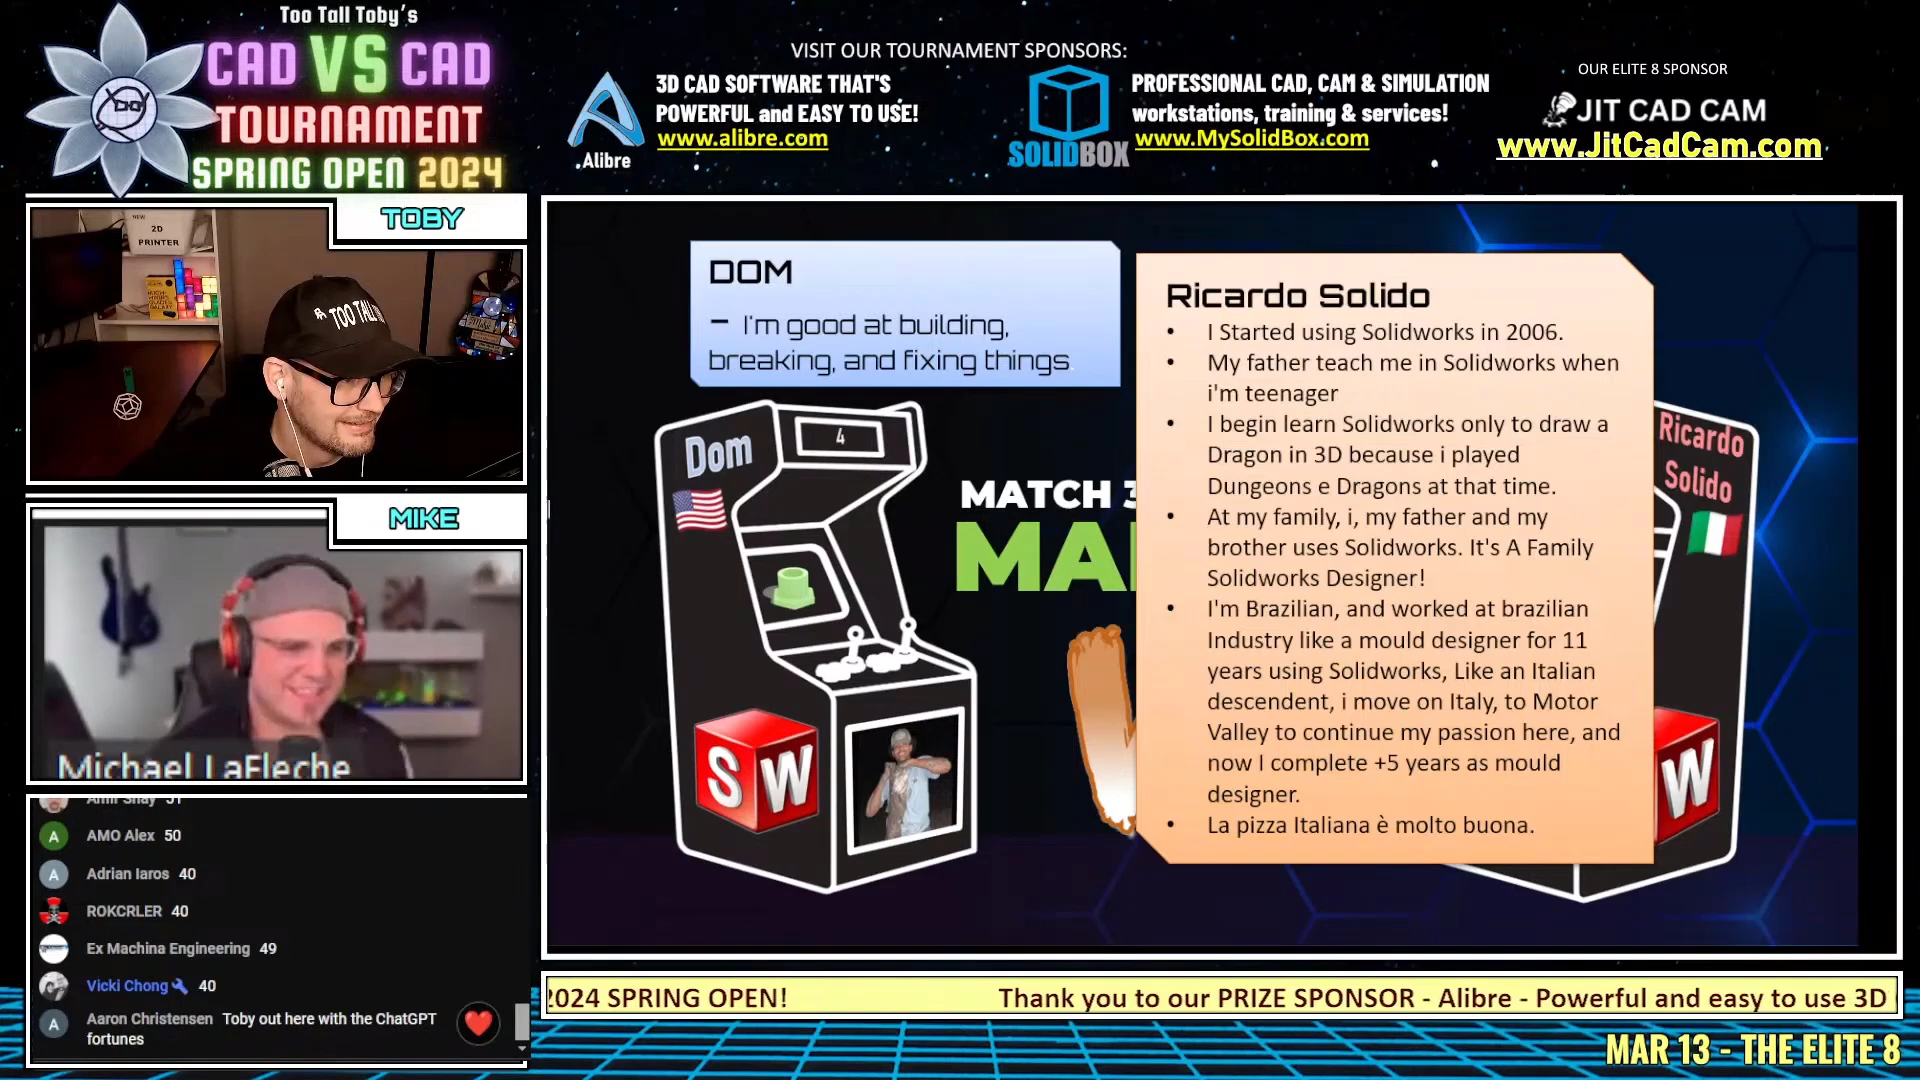 Too Tall Toby's
CAD VS CAD
TOURNAMENT
SPRING OPEN 2024
VISIT OUR TOURNAMENT SPONSORS:
Alibre
3D CAD SOFTWARE THAT'S
POWERFUL and EASY TO USE!
www.alibre.com
SOLIDBOX
PROFESSIONAL CAD, CAM & SIMULATION
workstations, training & services!
www.MySolidBox.com
OUR ELITE 8 SPONSOR
JIT CAD CAM
www.JitCadCam.com
TOBY
NEW
2D
PRINTER
TOO TALL
MIKE
Michael LaFleche
Amir Shay 51
AMO Alex 50
Adrian Iaros 40
ROKCRLER 40
Ex Machina Engineering 49
Vicki Chong 40
Aaron Christensen Toby out here with the ChatGPT
fortunes
DOM
– I'm good at building,
breaking, and fixing things.
Dom
4
SW
MATCH 3
MA
Ricardo Solido
• I Started using Solidworks in 2006.
• My father teach me in Solidworks when
i'm teenager
• I begin learn Solidworks only to draw a
Dragon in 3D because i played
Dungeons e Dragons at that time.
• At my family, i, my father and my
brother uses Solidworks. It's A Family
Solidworks Designer!
• I'm Brazilian, and worked at brazilian
Industry like a mould designer for 11
years using Solidworks, Like an Italian
descendent, i move on Italy, to Motor
Valley to continue my passion here, and
now I complete +5 years as mould
designer.
• La pizza Italiana è molto buona.
Ricardo
Solido
W
2024 SPRING OPEN!
Thank you to our PRIZE SPONSOR - Alibre - Powerful and easy to use 3D
MAR 13 - THE ELITE 8